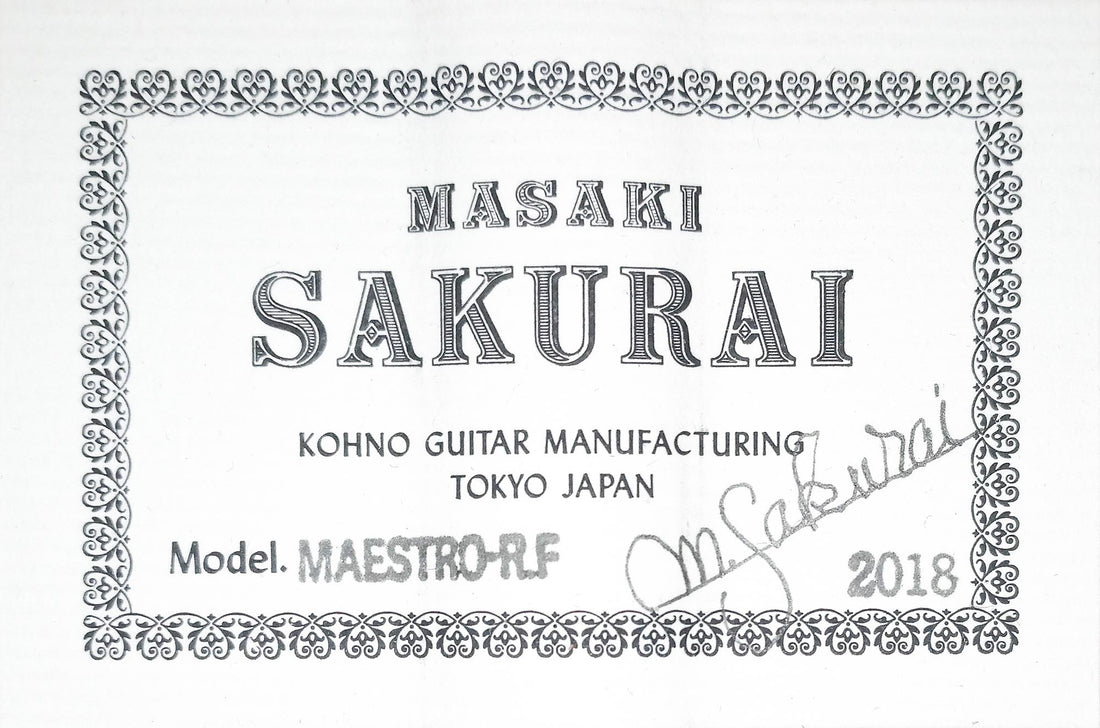 MASAKI
SAKURAI
KOHNO GUITAR MANUFACTURING
TOKYO JAPAN
Model. MAESTRO-R.F
M. Sakurai
2018